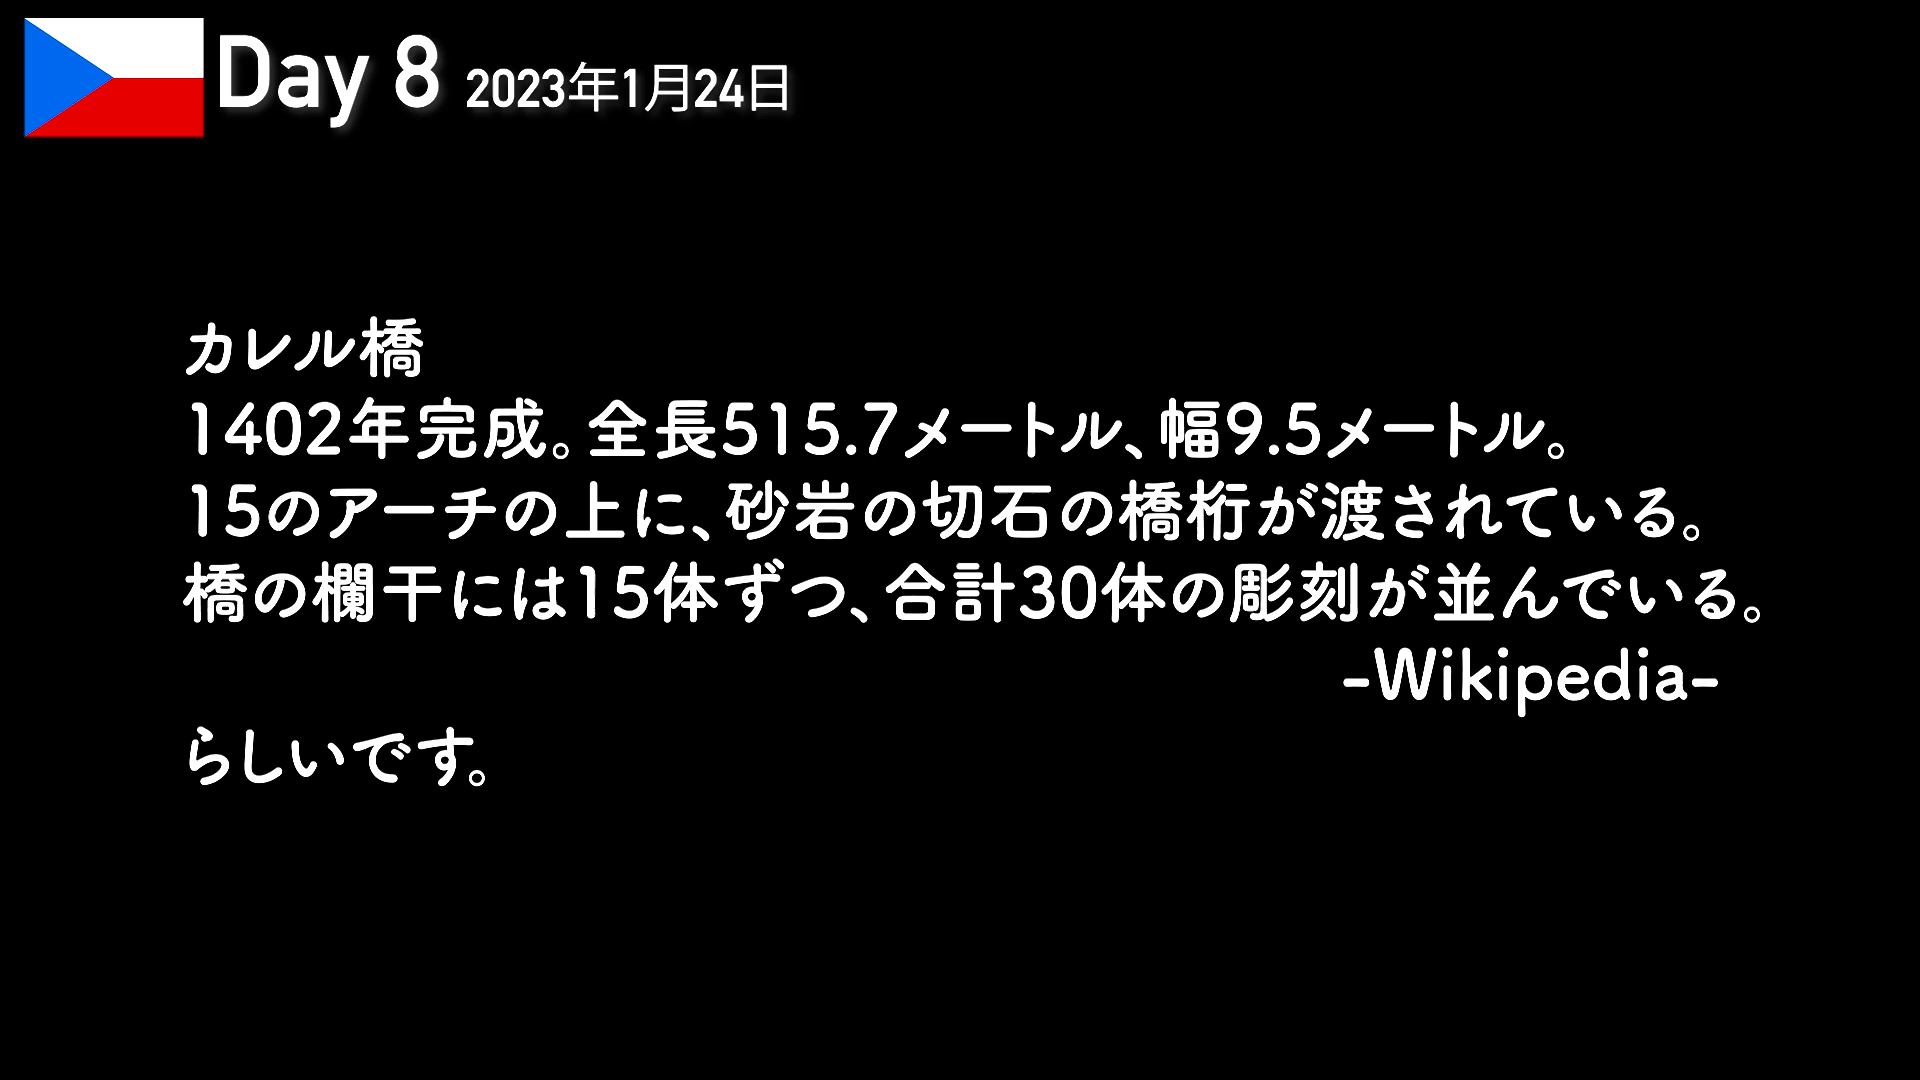 Day 8 2023年1月24日
カレル橋
1402年完成。全長515.7メートル、幅9.5メートル。
15のアーチの上に、砂岩の切石の橋桁が渡されている。
橋の欄干には15体ずつ、合計30体の彫刻が並んでいる。
-Wikipedia-
らしいです。